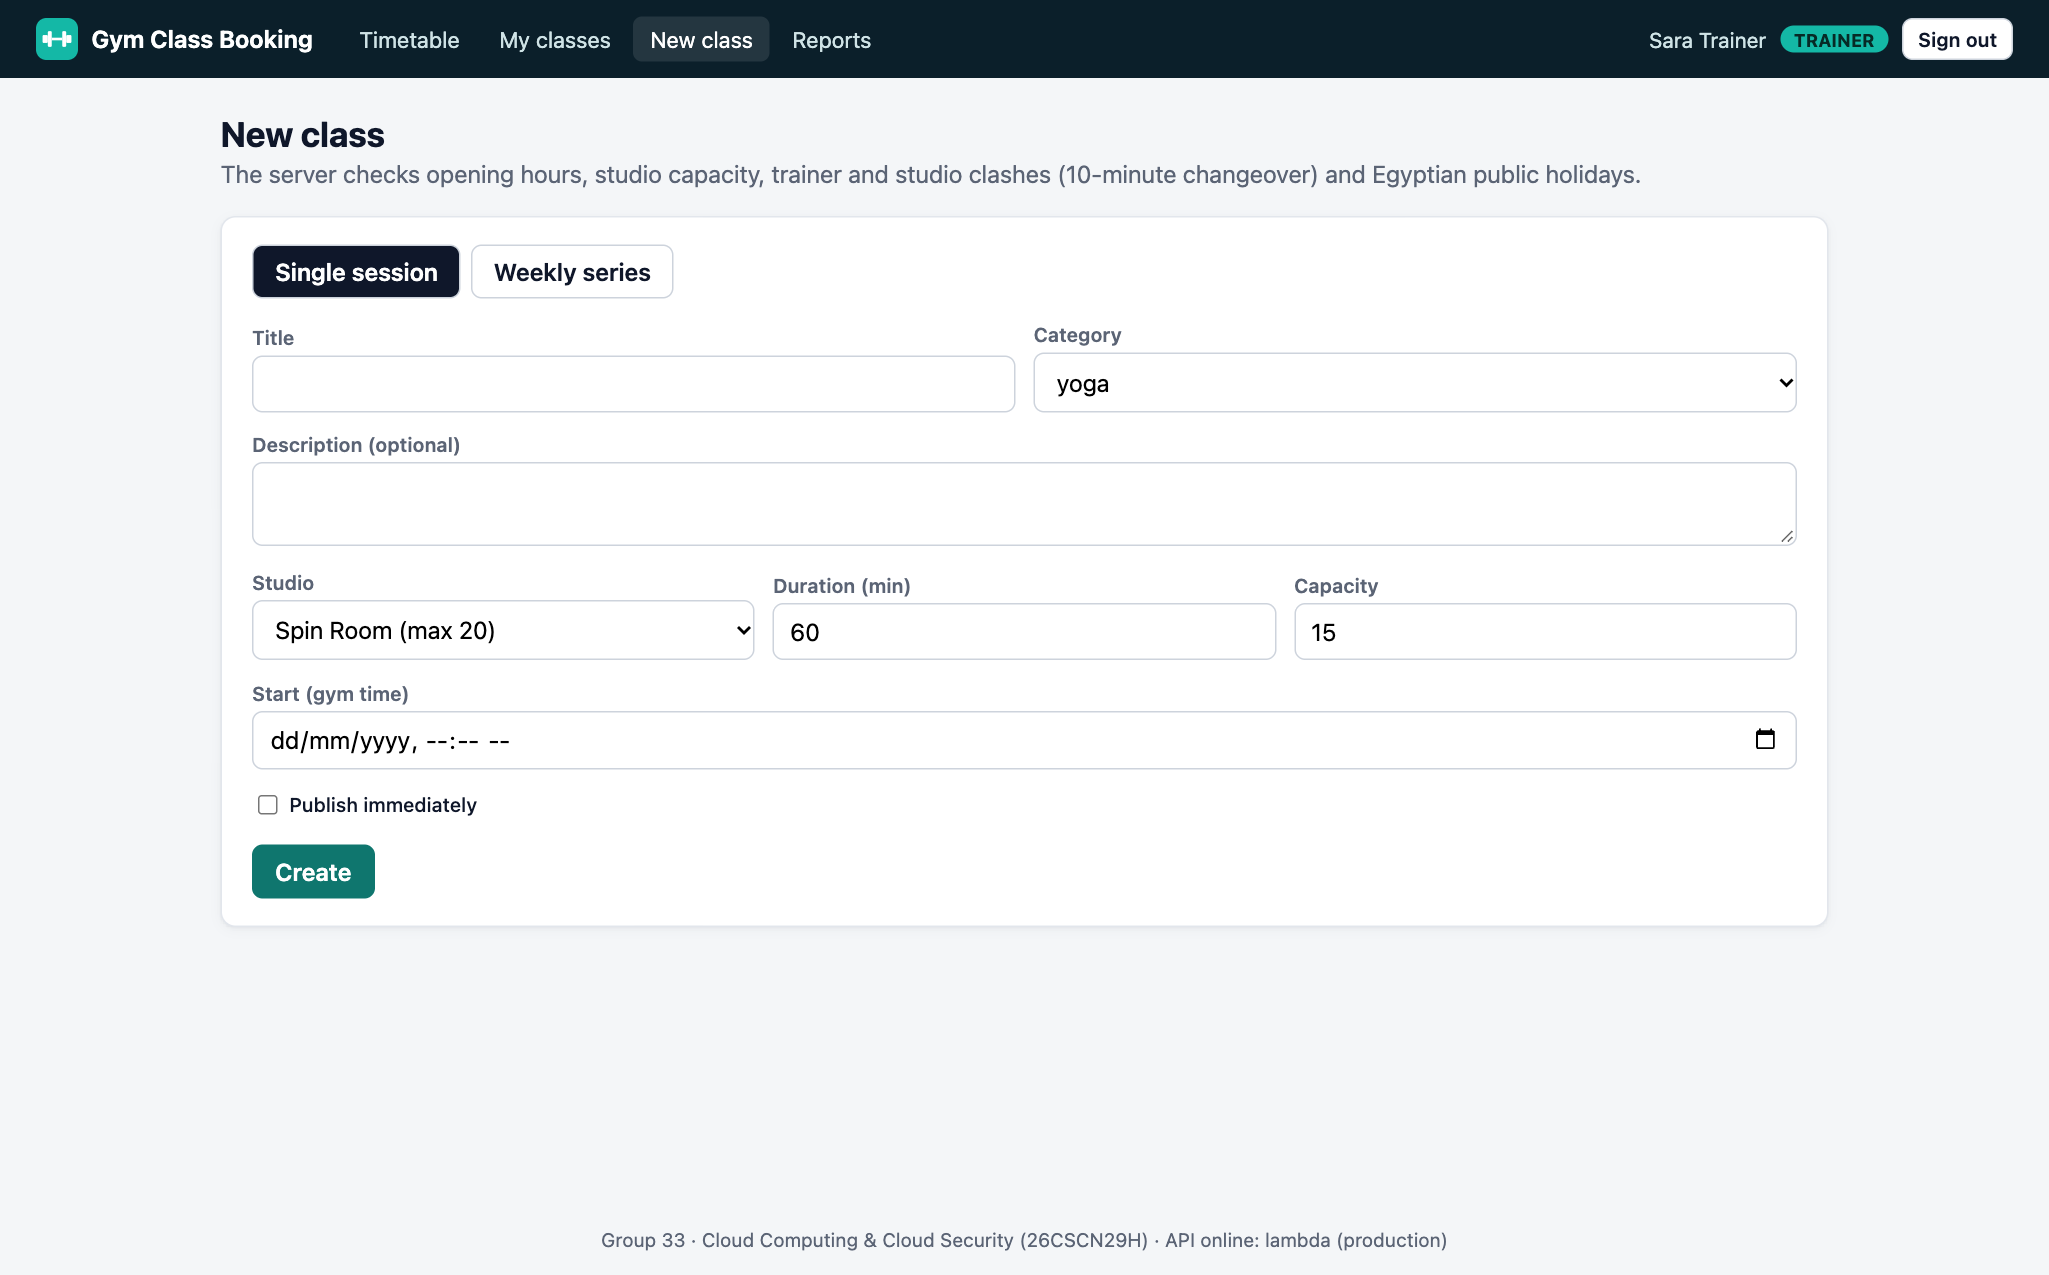 Gym Class Booking Timetable My classes New class Reports Sara Trainer TRAINER Sign out
New class
The server checks opening hours, studio capacity, trainer and studio clashes (10-minute changeover) and Egyptian public holidays.
Single session Weekly series
Title Category
yoga
Description (optional)
Studio Duration (min) Capacity
Spin Room (max 20) 60 15
Start (gym time)
dd/mm/yyyy, --:-- --
Publish immediately
Create
Group 33 · Cloud Computing & Cloud Security (26CSCN29H) · API online: lambda (production)